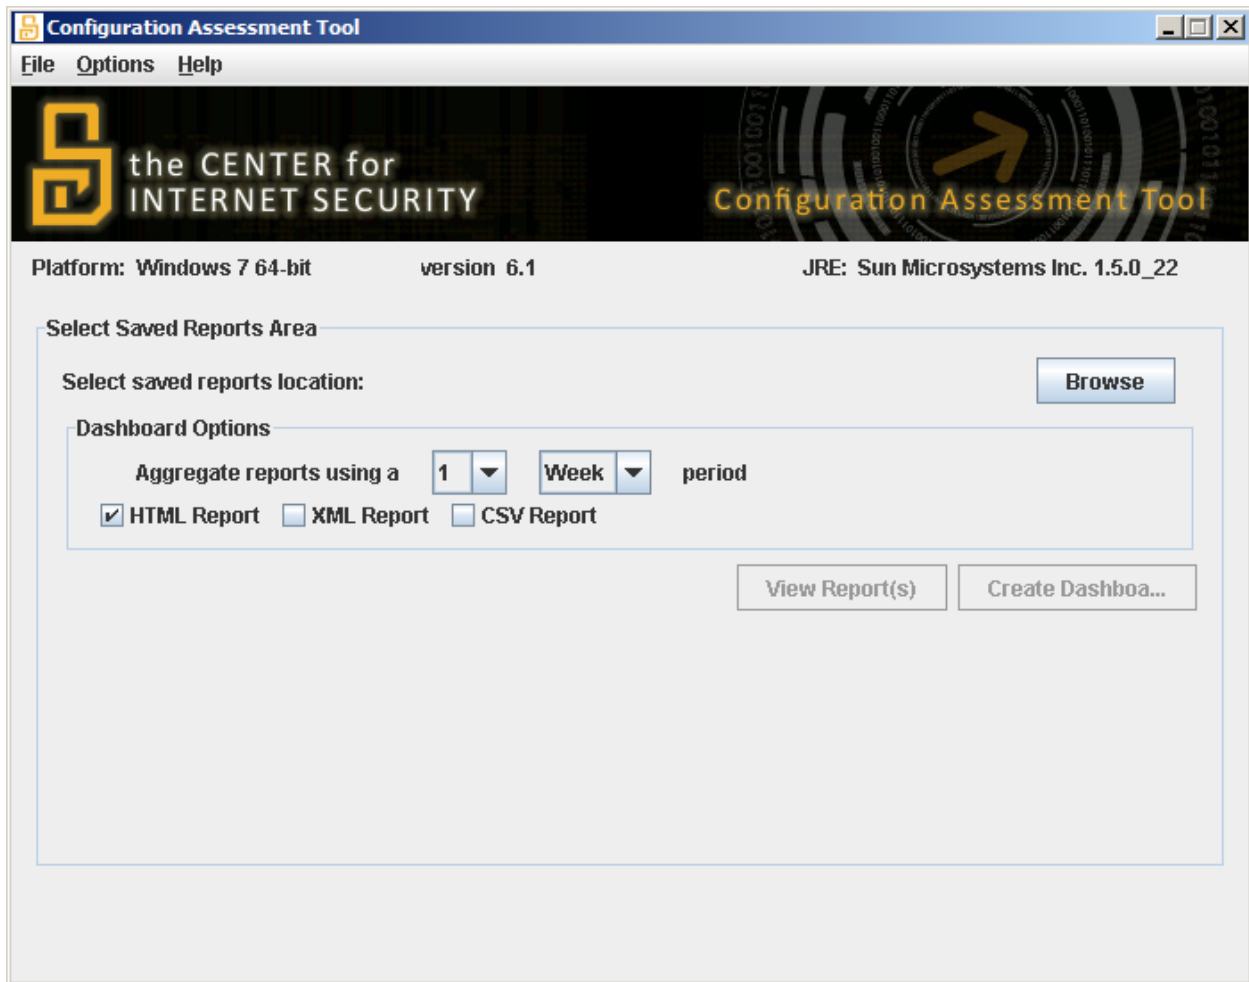 Configuration Assessment Tool
File Options Help
the CENTER for
INTERNET SECURITY
Configuration Assessment Tool
Platform: Windows 7 64-bit version 6.1 JRE: Sun Microsystems Inc. 1.5.0_22
Select Saved Reports Area
Select saved reports location: Browse
Dashboard Options
Aggregate reports using a 1 Week period
HTML Report XML Report CSV Report
View Report(s) Create Dashboa...